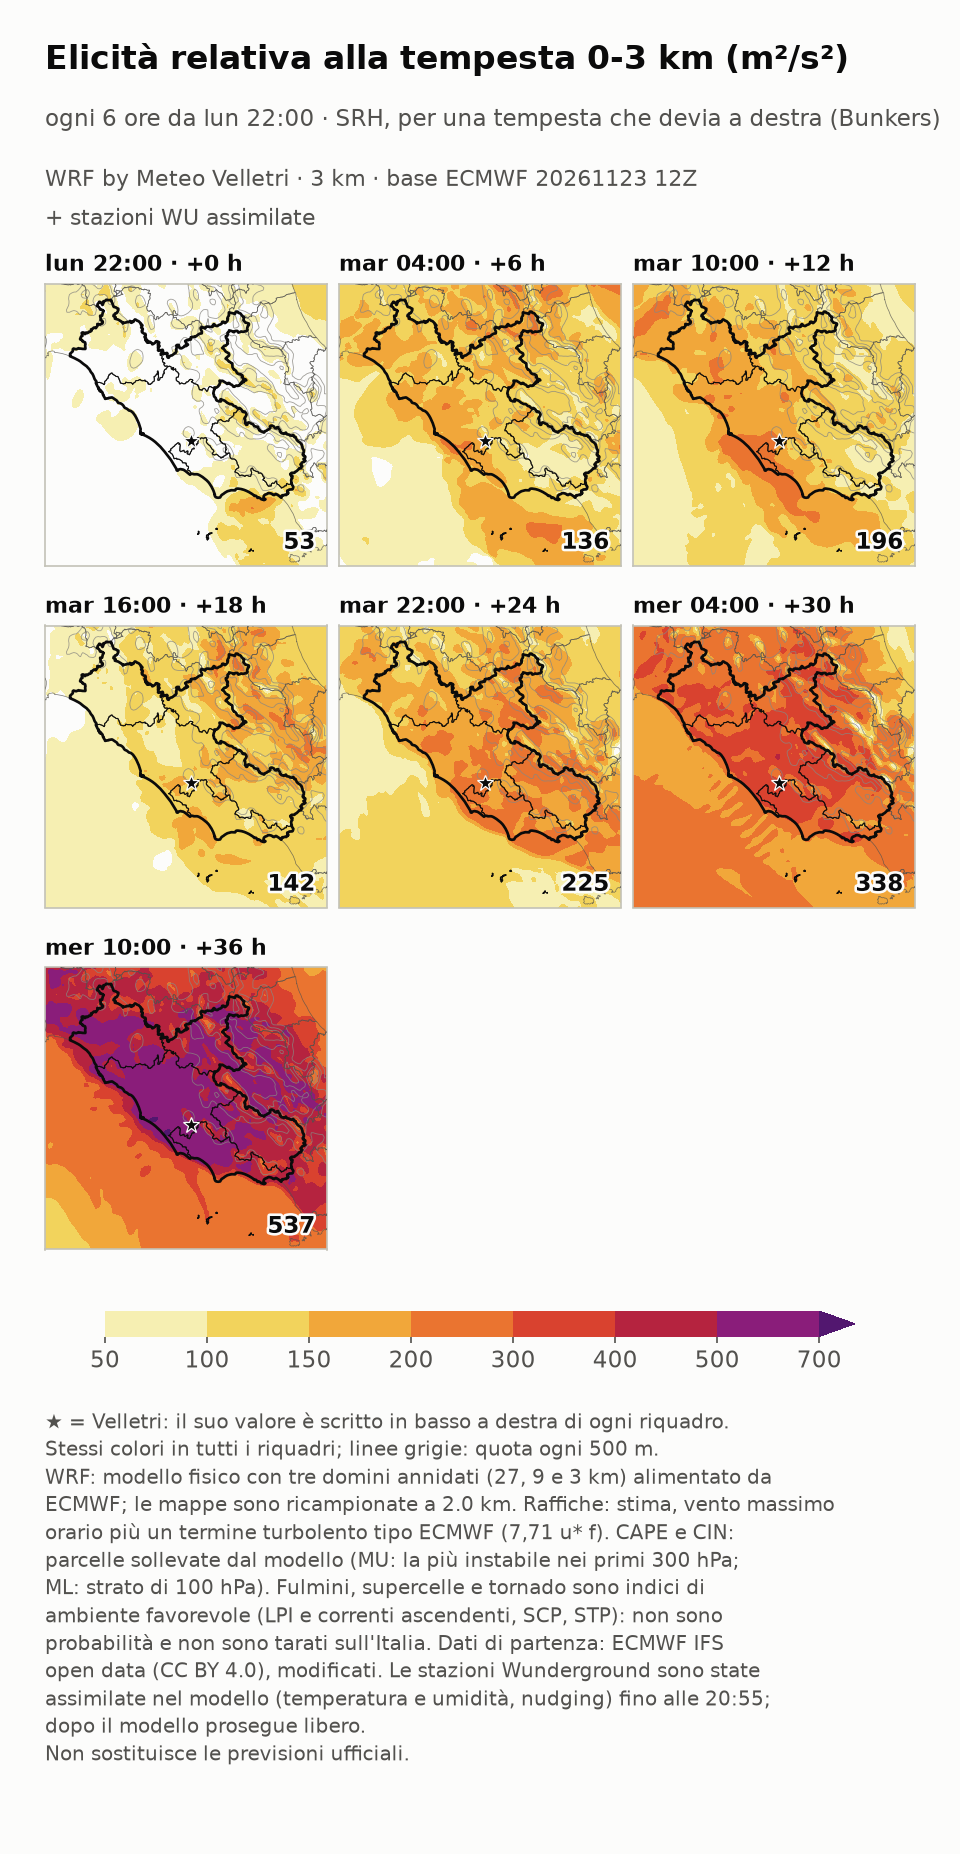 Elicità relativa alla tempesta 0-3 km (m²/s²)
ogni 6 ore da lun 22:00 · SRH, per una tempesta che devia a destra (Bunkers)
WRF by Meteo Velletri · 3 km · base ECMWF 20261123 12Z
+ stazioni WU assimilate
lun 22:00 · +0 h
mar 04:00 · +6 h
mar 10:00 · +12 h
53
136
196
mar 16:00 · +18 h
mar 22:00 · +24 h
mer 04:00 · +30 h
142
225
338
mer 10:00 · +36 h
537
50 100 150 200 300 400 500 700
★ = Velletri: il suo valore è scritto in basso a destra di ogni riquadro.
Stessi colori in tutti i riquadri; linee grigie: quota ogni 500 m.
WRF: modello fisico con tre domini annidati (27, 9 e 3 km) alimentato da
ECMWF; le mappe sono ricampionate a 2.0 km. Raffiche: stima, vento massimo
orario più un termine turbolento tipo ECMWF (7,71 u* f). CAPE e CIN:
parcelle sollevate dal modello (MU: la più instabile nei primi 300 hPa;
ML: strato di 100 hPa). Fulmini, supercelle e tornado sono indici di
ambiente favorevole (LPI e correnti ascendenti, SCP, STP): non sono
probabilità e non sono tarati sull'Italia. Dati di partenza: ECMWF IFS
open data (CC BY 4.0), modificati. Le stazioni Wunderground sono state
assimilate nel modello (temperatura e umidità, nudging) fino alle 20:55;
dopo il modello prosegue libero.
Non sostituisce le previsioni ufficiali.